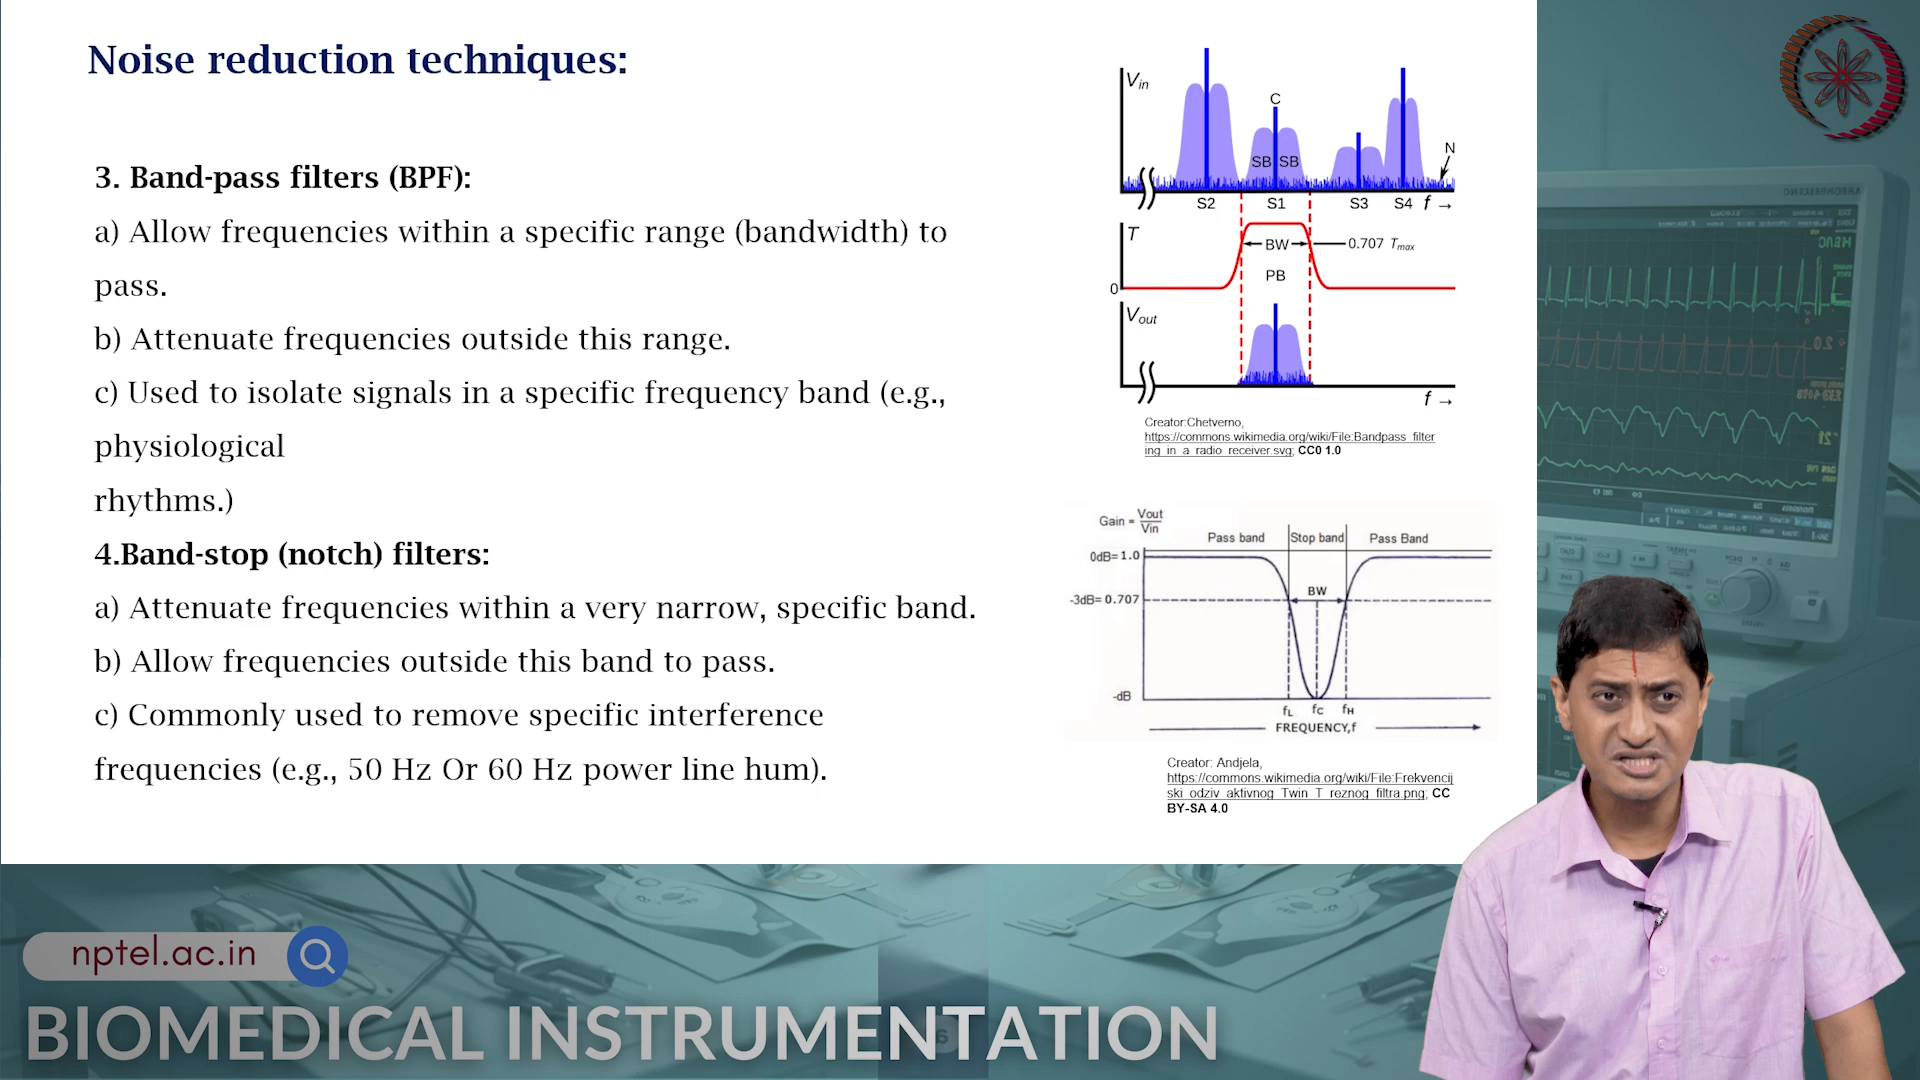 Noise reduction techniques:
3. Band-pass filters (BPF):
a) Allow frequencies within a specific range (bandwidth) to
pass.
b) Attenuate frequencies outside this range.
c) Used to isolate signals in a specific frequency band (e.g.,
physiological
rhythms.)
4.Band-stop (notch) filters:
a) Attenuate frequencies within a very narrow, specific band.
b) Allow frequencies outside this band to pass.
c) Commonly used to remove specific interference
frequencies (e.g., 50 Hz Or 60 Hz power line hum).
Vin
C
SB SB
N
S2 S1 S3 S4 f →
T
BW
0.707 Tmax
PB
0
Vout
f →
Creator:Chetverno,
https://commons.wikimedia.org/wiki/File:Bandpass_filter
ing_in_a_radio_receiver.svg; CC0 1.0
Gain = Vout
Vin
Pass band Stop band Pass Band
0dB= 1.0
BW
-3dB= 0.707
-dB
fL fC fH
FREQUENCY,f
Creator: Andjela,
https://commons.wikimedia.org/wiki/File:Frekvencij
ski_odziv_aktivnog_Twin_T_reznog_filtra.png; CC
BY-SA 4.0
nptel.ac.in
BIOMEDICAL INSTRUMENTATION